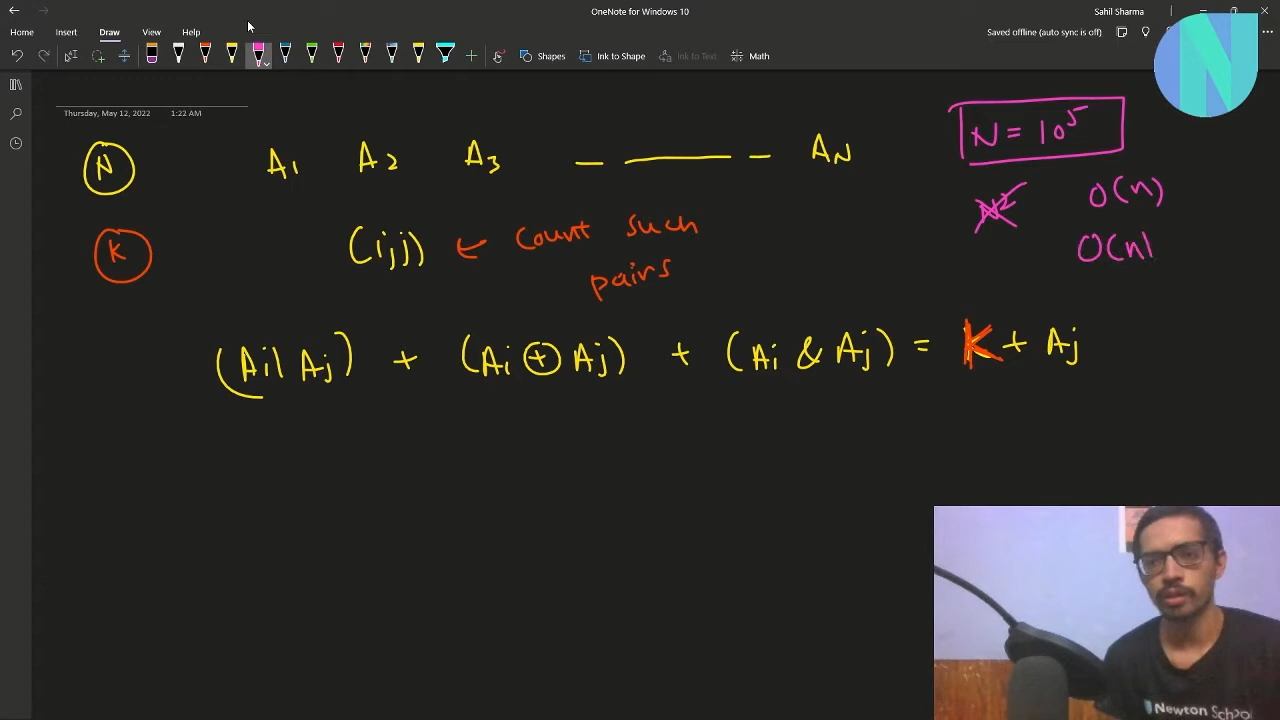 OneNote for Windows 10
Sahil Sharma
Home Insert Draw View Help
Saved offline (auto sync is off)
Shapes Ink to Shape Ink to Text Math
Thursday, May 12, 2022 1:22 AM
N A1 A2 A3 — —— — AN
N = 10^5
N^2 O(n)
K (i,j) ← Count such
pairs
O(n)
(Ai | Aj) + (Ai ⊕ Aj) + (Ai & Aj) = K + Aj
Newton School